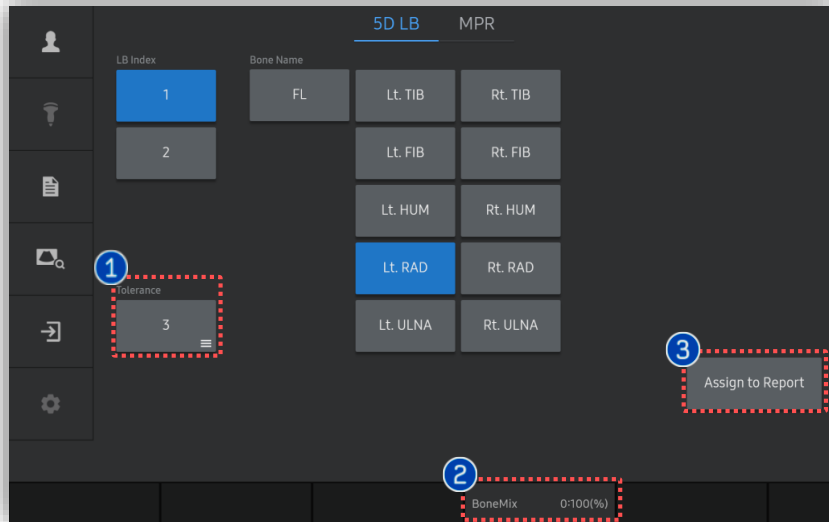 5D LB MPR
LB Index Bone Name
1 FL Lt. TIB Rt. TIB
2 Lt. FIB Rt. FIB
Lt. HUM Rt. HUM
1
Tolerance
3
Lt. RAD Rt. RAD
Lt. ULNA Rt. ULNA
3
Assign to Report
2
BoneMix 0:100(%)